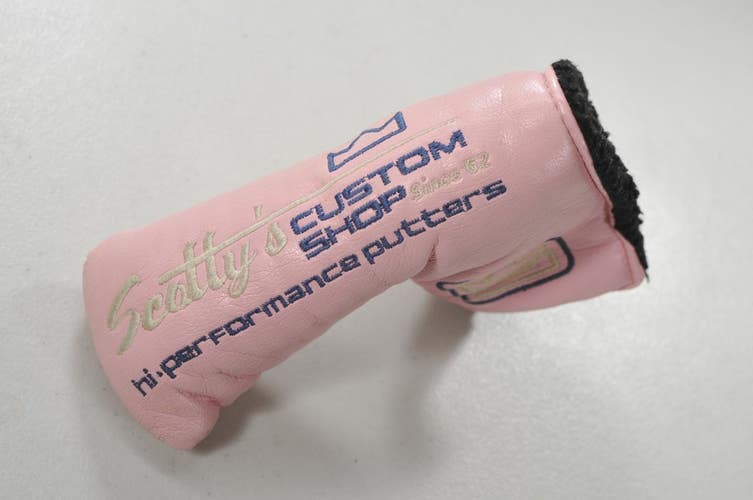 Scotty's
CUSTOM
SHOP Since '62
hi-performance putters